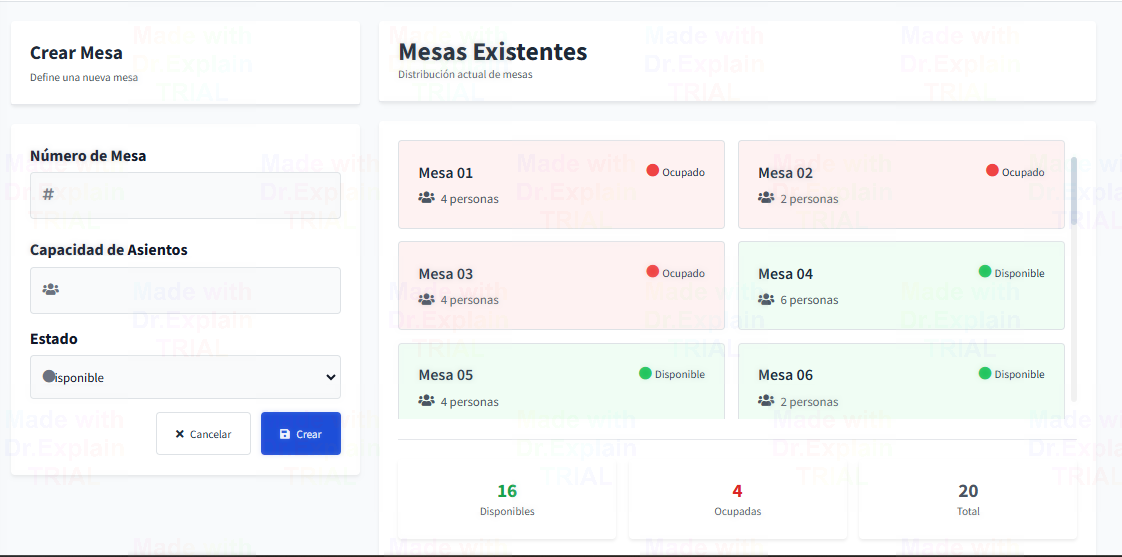 Crear Mesa
Define una nueva mesa
Número de Mesa
#
Capacidad de Asientos
Estado
isponible
Cancelar
Crear
Mesas Existentes
Distribución actual de mesas
Mesa 01
Ocupado
4 personas
Mesa 02
Ocupado
2 personas
Mesa 03
Ocupado
4 personas
Mesa 04
Disponible
6 personas
Mesa 05
Disponible
4 personas
Mesa 06
Disponible
2 personas
16
Disponibles
4
Ocupadas
20
Total
Made with
Dr.Explain
TRIAL